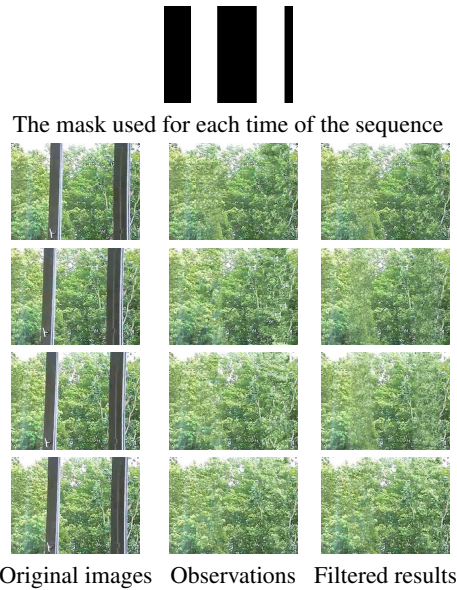 The mask used for each time of the sequence
Original images Observations Filtered results